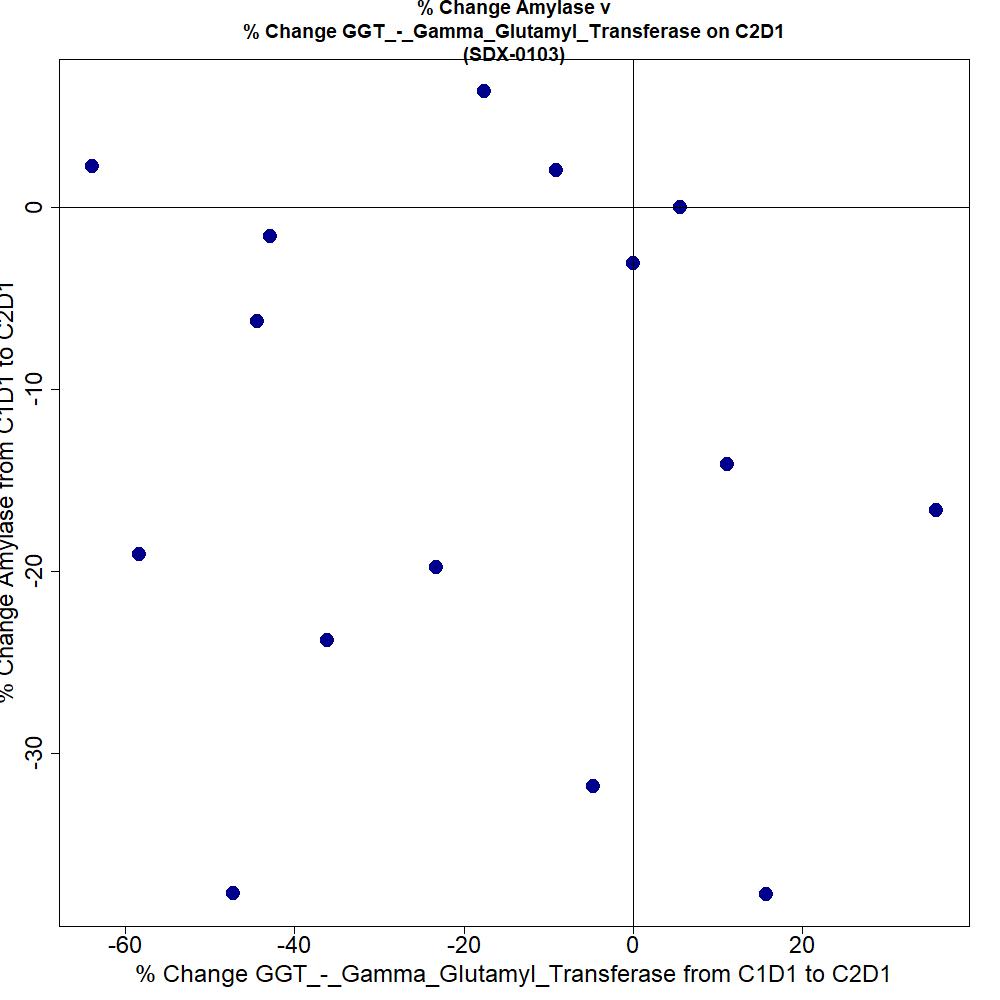 % Change Amylase v
% Change GGT_-_Gamma_Glutamyl_Transferase on C2D1
(SDX-0103)
% Change Amylase from C1D1 to C2D1
0
-10
-20
-30
-60
-40
-20
0
20
% Change GGT_-_Gamma_Glutamyl_Transferase from C1D1 to C2D1